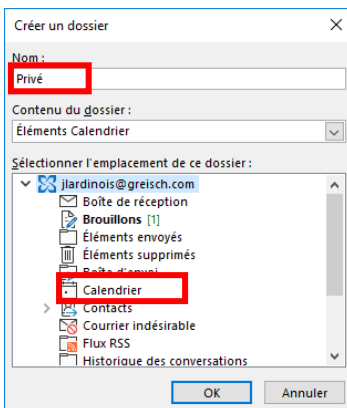 Créer un dossier
Nom :
Privé
Contenu du dossier :
Éléments Calendrier
Sélectionner l'emplacement de ce dossier :
jlardinois@greisch.com
Boîte de réception
Brouillons [1]
Éléments envoyés
Éléments supprimés
Boîte d'envoi
Calendrier
Contacts
Courrier indésirable
Flux RSS
Historique des conversations
OK
Annuler